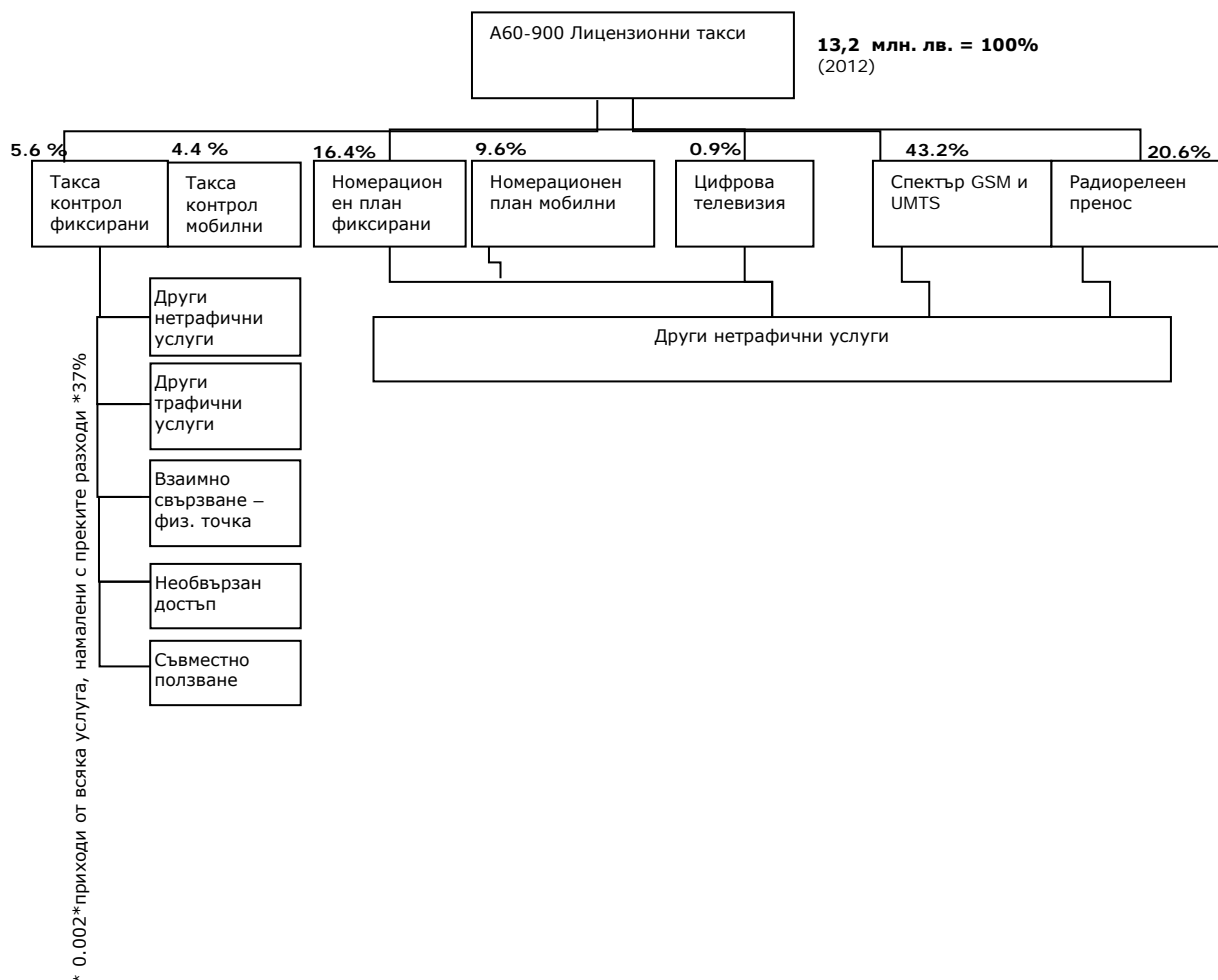 А60-900 Лицензионни такси
13,2 млн. лв. = 100%
(2012)
5.6 %
4.4 %
16.4%
9.6%
0.9%
43.2%
20.6%
Такса
контрол
фиксирани
Такса
контрол
мобилни
Номерацион
ен план
фиксирани
Номерационен
план мобилни
Цифрова
телевизия
Спектър GSM и
UMTS
Радиорелеен
пренос
Други
нетрафични
услуги
Други нетрафични услуги
Други
трафични
услуги
Взаимно
свързване –
физ. точка
Необвързан
достъп
Съвместно
ползване
* 0.002*приходи от всяка услуга, намалени с преките разходи *37%